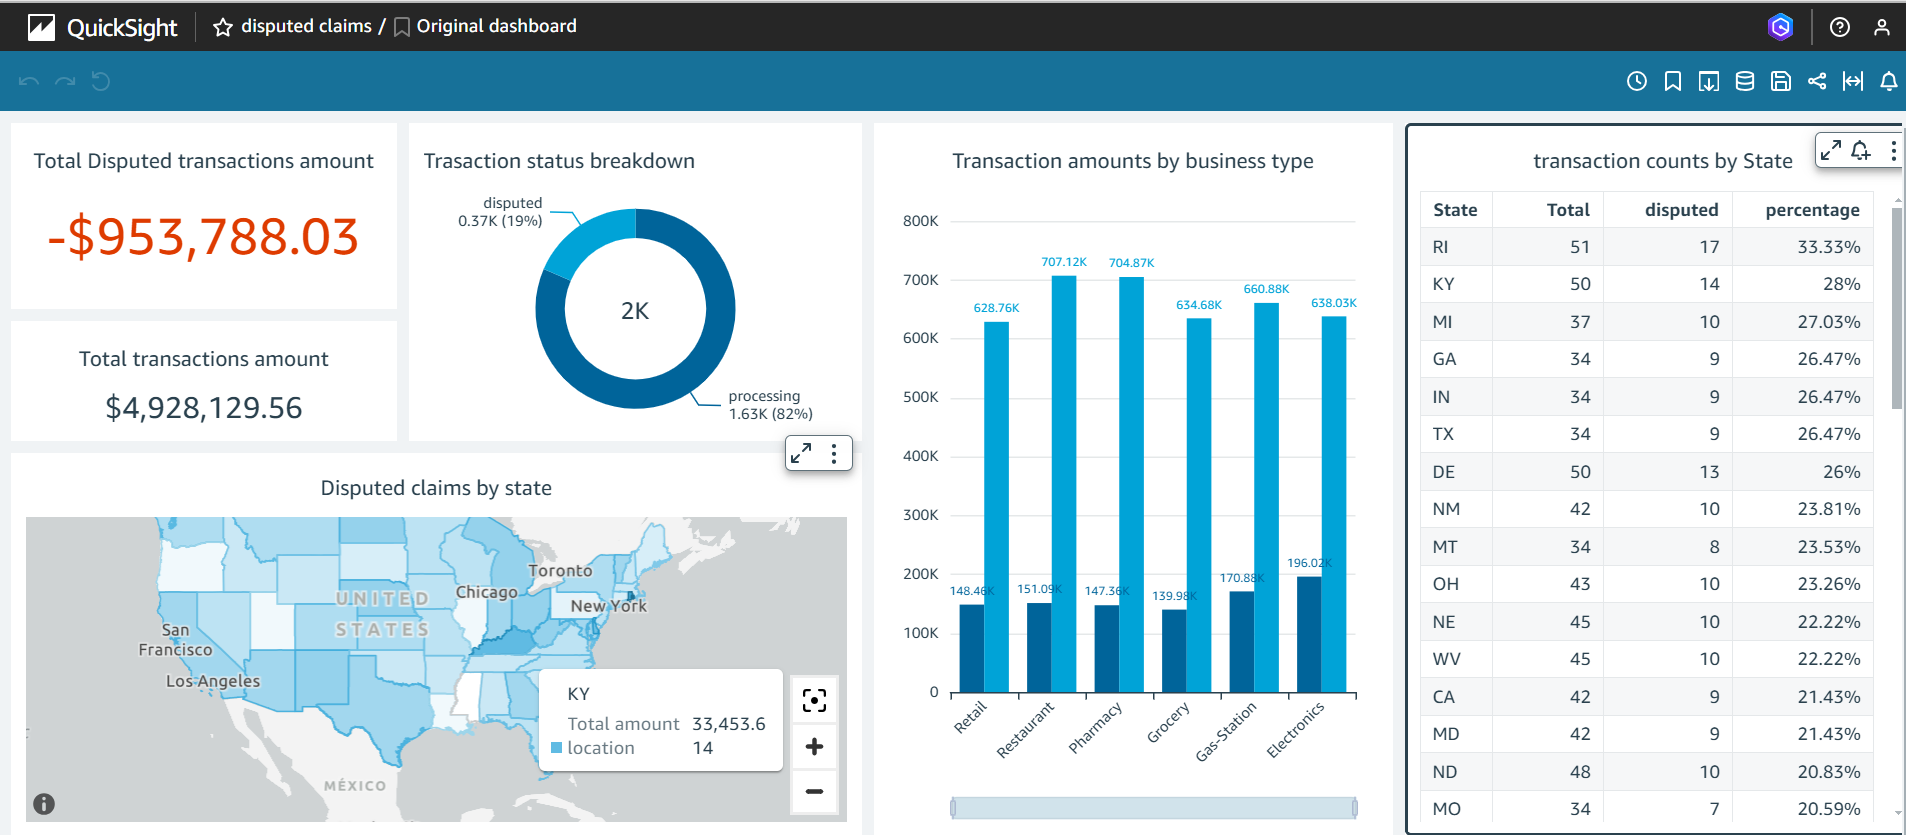 QuickSight
disputed claims / Original dashboard
Total Disputed transactions amount
-$953,788.03
Total transactions amount
$4,928,129.56
Trasaction status breakdown
disputed
0.37K (19%)
2K
processing
1.63K (82%)
Disputed claims by state
Toronto
Chicago
UNITED
STATES
New York
San
Francisco
Los Angeles
MÉXICO
KY
Total amount 33,453.6
location 14
Transaction amounts by business type
800K
700K
600K
500K
400K
300K
200K
100K
0
628.76K
707.12K
704.87K
634.68K
660.88K
638.03K
148.46K
151.09K
147.36K
139.98K
170.88K
196.02K
Retail
Restaurant
Pharmacy
Grocery
Gas-Station
Electronics
transaction counts by State
State Total disputed percentage
RI 51 17 33.33%
KY 50 14 28%
MI 37 10 27.03%
GA 34 9 26.47%
IN 34 9 26.47%
TX 34 9 26.47%
DE 50 13 26%
NM 42 10 23.81%
MT 34 8 23.53%
OH 43 10 23.26%
NE 45 10 22.22%
WV 45 10 22.22%
CA 42 9 21.43%
MD 42 9 21.43%
ND 48 10 20.83%
MO 34 7 20.59%